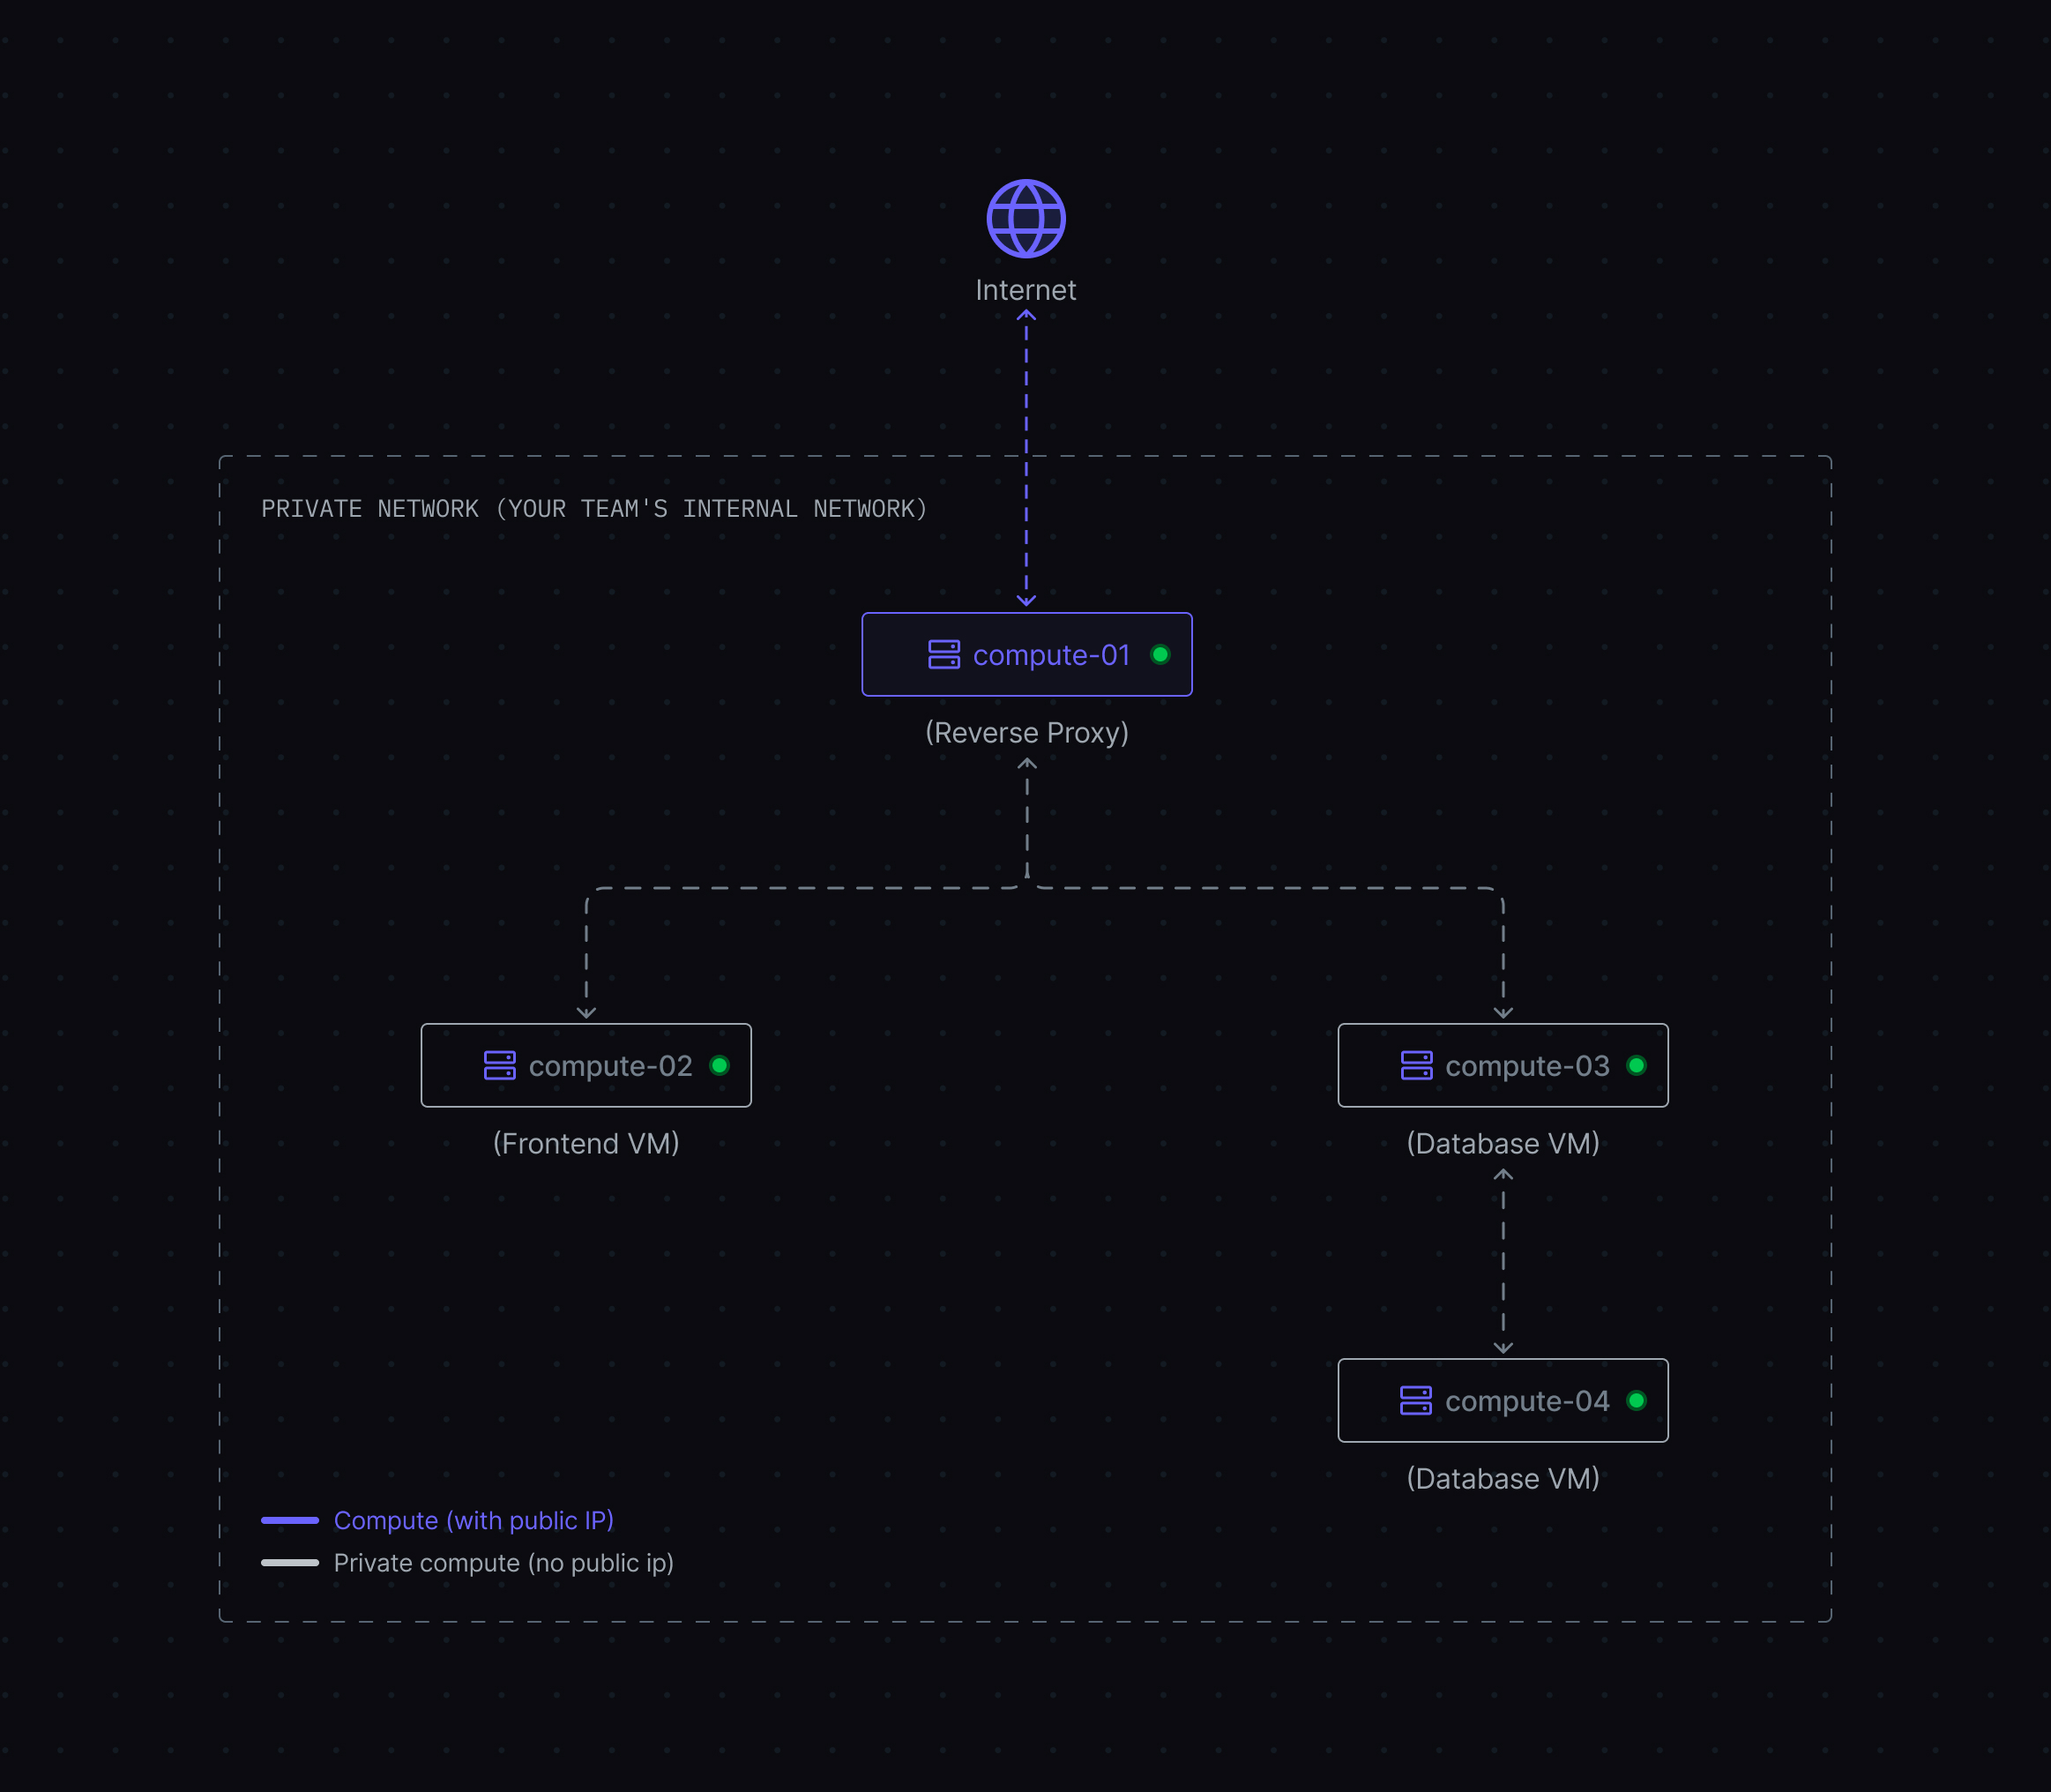 Internet
PRIVATE NETWORK (YOUR TEAM'S INTERNAL NETWORK)
compute-01
(Reverse Proxy)
compute-02
(Frontend VM)
compute-03
(Database VM)
compute-04
(Database VM)
Compute (with public IP)
Private compute (no public ip)